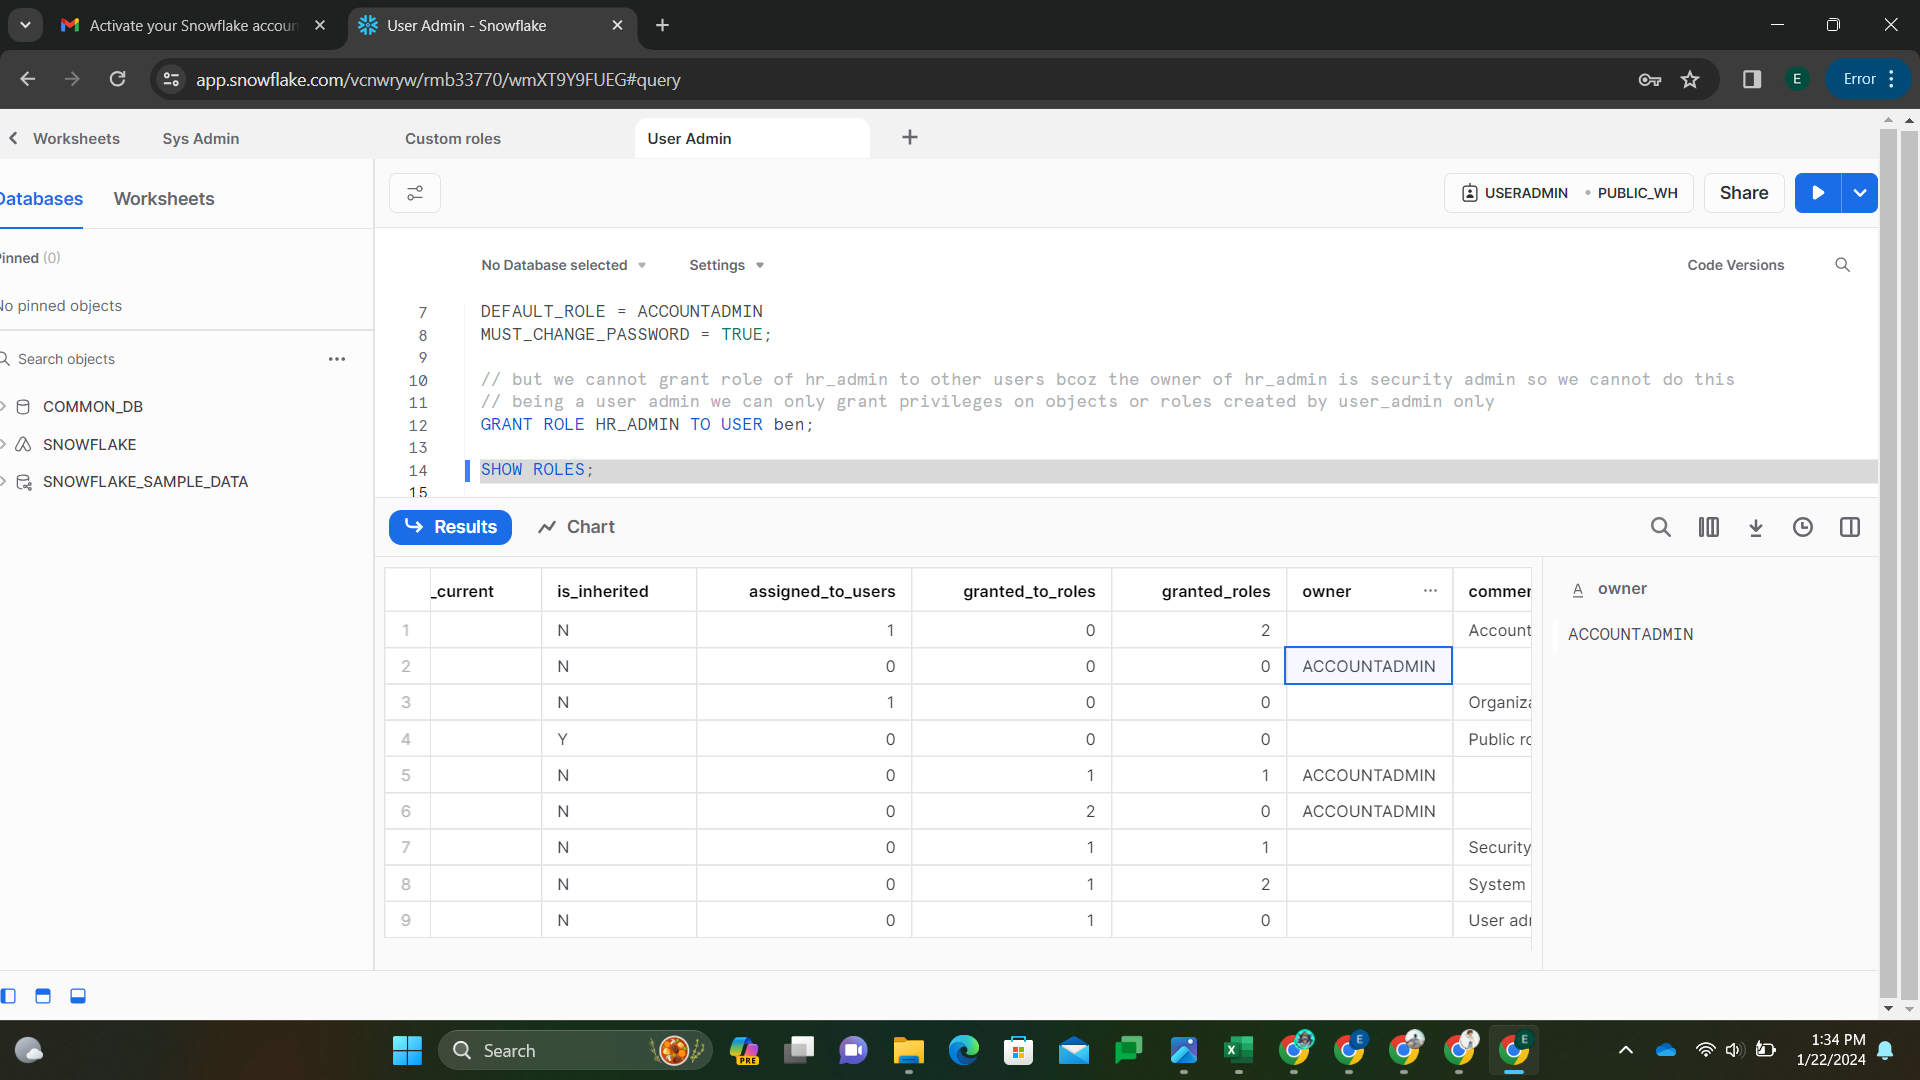 Activate your Snowflake accoun
User Admin - Snowflake
app.snowflake.com/vcnwryw/rmb33770/wmXT9Y9FUEG#query
E
Error
Worksheets
Sys Admin
Custom roles
User Admin
Databases
Worksheets
USERADMIN • PUBLIC_WH
Share
inned (0)
No Database selected
Settings
Code Versions
lo pinned objects
Search objects
COMMON_DB
SNOWFLAKE
SNOWFLAKE_SAMPLE_DATA
7 DEFAULT_ROLE = ACCOUNTADMIN
8 MUST_CHANGE_PASSWORD = TRUE;
9
10 // but we cannot grant role of hr_admin to other users bcoz the owner of hr_admin is security admin so we cannot do this
11 // being a user admin we can only grant privileges on objects or roles created by user_admin only
12 GRANT ROLE HR_ADMIN TO USER ben;
13
14 SHOW ROLES;
15
Results
Chart
_current is_inherited assigned_to_users granted_to_roles granted_roles owner ... commer
1 N 1 0 2 Account
2 N 0 0 0 ACCOUNTADMIN
3 N 1 0 0 Organiza
4 Y 0 0 0 Public ro
5 N 0 1 1 ACCOUNTADMIN
6 N 0 2 0 ACCOUNTADMIN
7 N 0 1 1 Security
8 N 0 1 2 System
9 N 0 1 0 User adı
A owner
ACCOUNTADMIN
Search
PRE
1:34 PM
1/22/2024